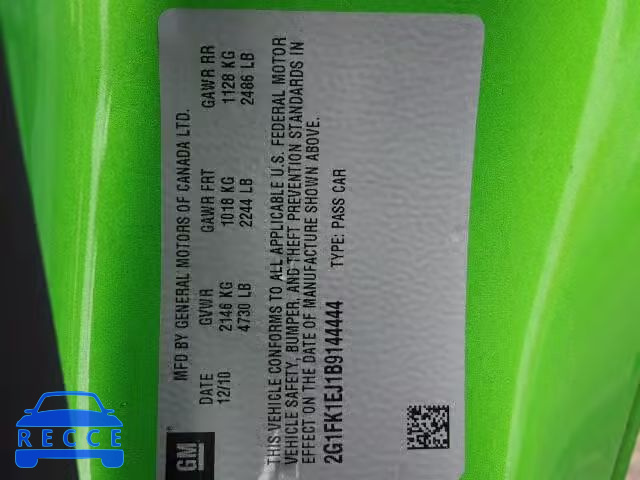 MFD BY GENERAL MOTORS OF CANADA LTD.
DATE GVWR GAWR FRT GAWR RR
12/10 2146 KG 1018 KG 1128 KG
4730 LB 2244 LB 2486 LB
THIS VEHICLE CONFORMS TO ALL APPLICABLE U.S. FEDERAL MOTOR
VEHICLE SAFETY, BUMPER, AND THEFT PREVENTION STANDARDS IN
EFFECT ON THE DATE OF MANUFACTURE SHOWN ABOVE.
TYPE: PASS CAR
2G1FK1EJ1B9144444
GM
RECCE